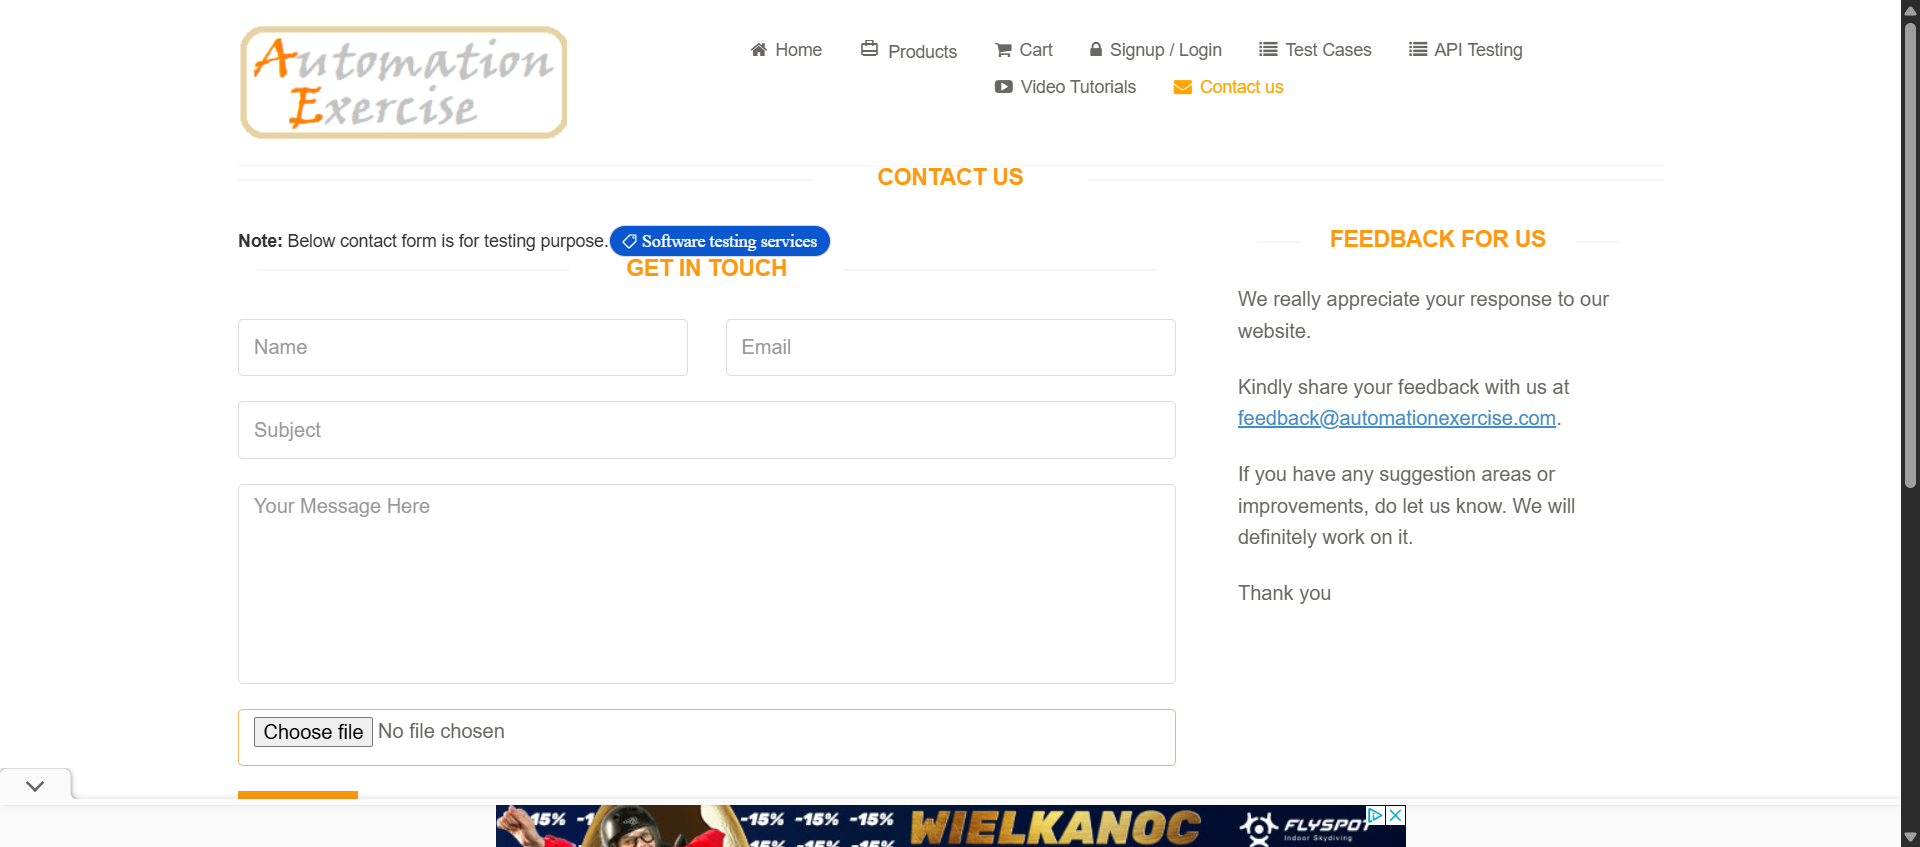 Automation
Exercise
Home
Products
Cart
Signup / Login
Test Cases
API Testing
Video Tutorials
Contact us
CONTACT US
Note: Below contact form is for testing purpose.
Software testing services
GET IN TOUCH
Name
Email
Subject
Your Message Here
Choose file No file chosen
FEEDBACK FOR US
We really appreciate your response to our
website.
Kindly share your feedback with us at
feedback@automationexercise.com.
If you have any suggestion areas or
improvements, do let us know. We will
definitely work on it.
Thank you
15% -1 -15% -15% -15%
WIELKANOC
FLYSPOT
Indoor Skydiving